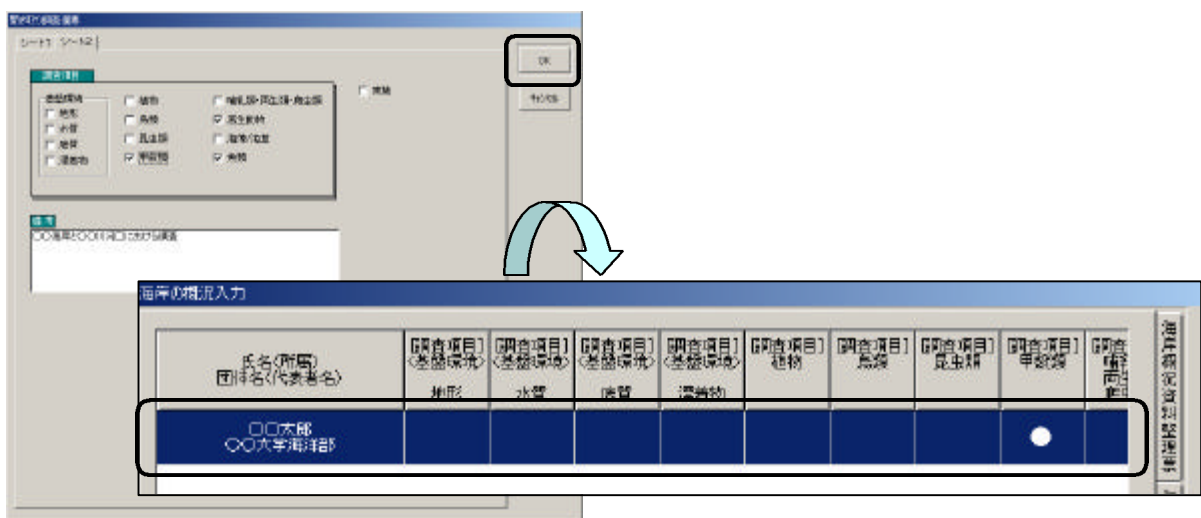 シート1 シート2
OK
キャンセル
調査項目
基盤環境
地形
水質
底質
漂着物
植物
鳥類
昆虫類
甲殻類
哺乳類・両生類・爬虫類
底生動物
海藻/海草
魚類
備考
海岸の概況入力
氏名(所属)
団体名(代表者名)
[調査項目]
<基盤環境>
地形
[調査項目]
<基盤環境>
水質
[調査項目]
<基盤環境>
底質
[調査項目]
<基盤環境>
漂着物
[調査項目]
植物
[調査項目]
鳥類
[調査項目]
昆虫類
[調査項目]
甲殻類
[調査
〇〇太郎
〇〇大学海洋部
●
海岸概況資料整理票